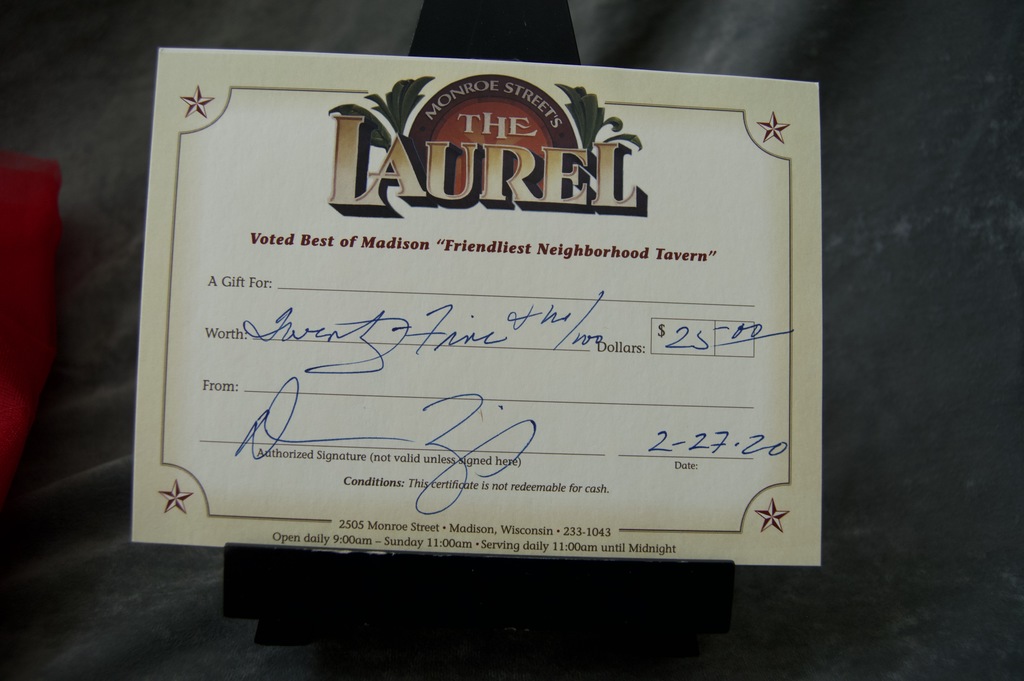 MONROE STREET'S
THE
LAUREL
Voted Best of Madison "Friendliest Neighborhood Tavern"
A Gift For:
Worth: Twenty Five & no/100 Dollars: $ 25 00
From:
Authorized Signature (not valid unless signed here)
2-27-20
Date:
Conditions: This certificate is not redeemable for cash.
2505 Monroe Street • Madison, Wisconsin • 233-1043
Open daily 9:00am – Sunday 11:00am • Serving daily 11:00am until Midnight